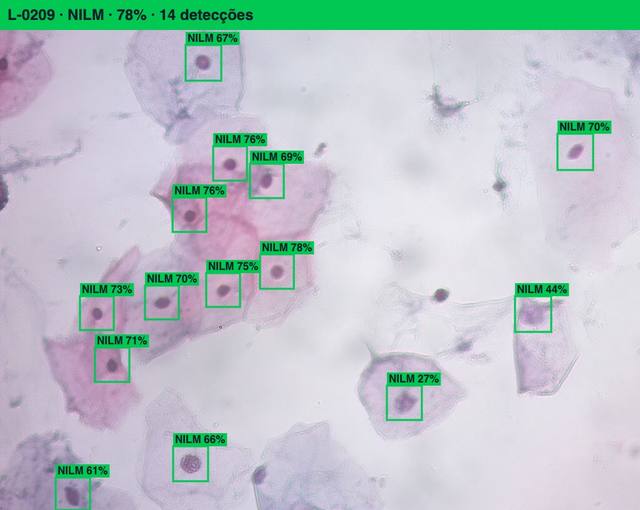 L-0209 · NILM · 78% · 14 detecções
NILM 67%
NILM 70%
NILM 76%
NILM 69%
NILM 76%
NILM 78%
NILM 75%
NILM 70%
NILM 73%
NILM 44%
NILM 71%
NILM 27%
NILM 66%
NILM 61%